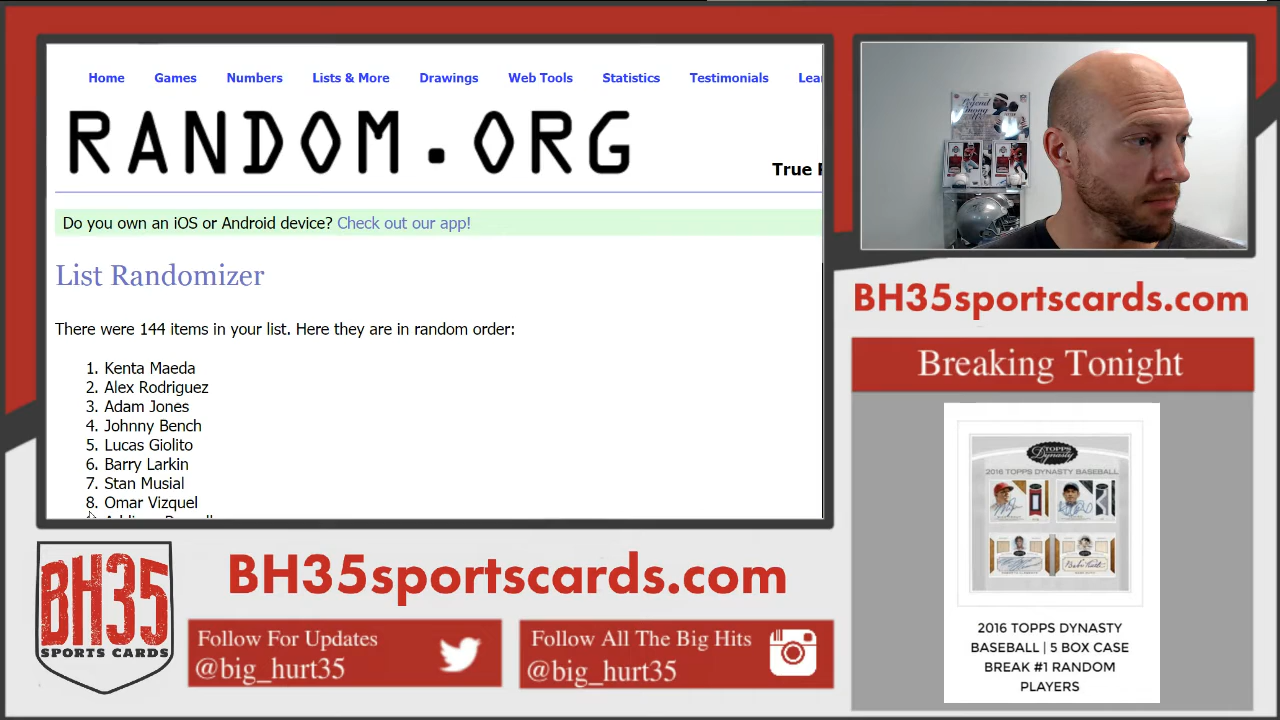 Home Games Numbers Lists & More Drawings Web Tools Statistics Testimonials
RANDOM.ORG
True
Do you own an iOS or Android device? Check out our app!
List Randomizer
There were 144 items in your list. Here they are in random order:
1. Kenta Maeda
2. Alex Rodriguez
3. Adam Jones
4. Johnny Bench
5. Lucas Giolito
6. Barry Larkin
7. Stan Musial
8. Omar Vizquel
BH35sportscards.com
Breaking Tonight
Topps
Dynasty
2016 TOPPS DYNASTY BASEBALL
2016 TOPPS DYNASTY
BASEBALL | 5 BOX CASE
BREAK #1 RANDOM
PLAYERS
BH35
SPORTS CARDS
BH35sportscards.com
Follow For Updates
@big_hurt35
Follow All The Big Hits
@big_hurt35